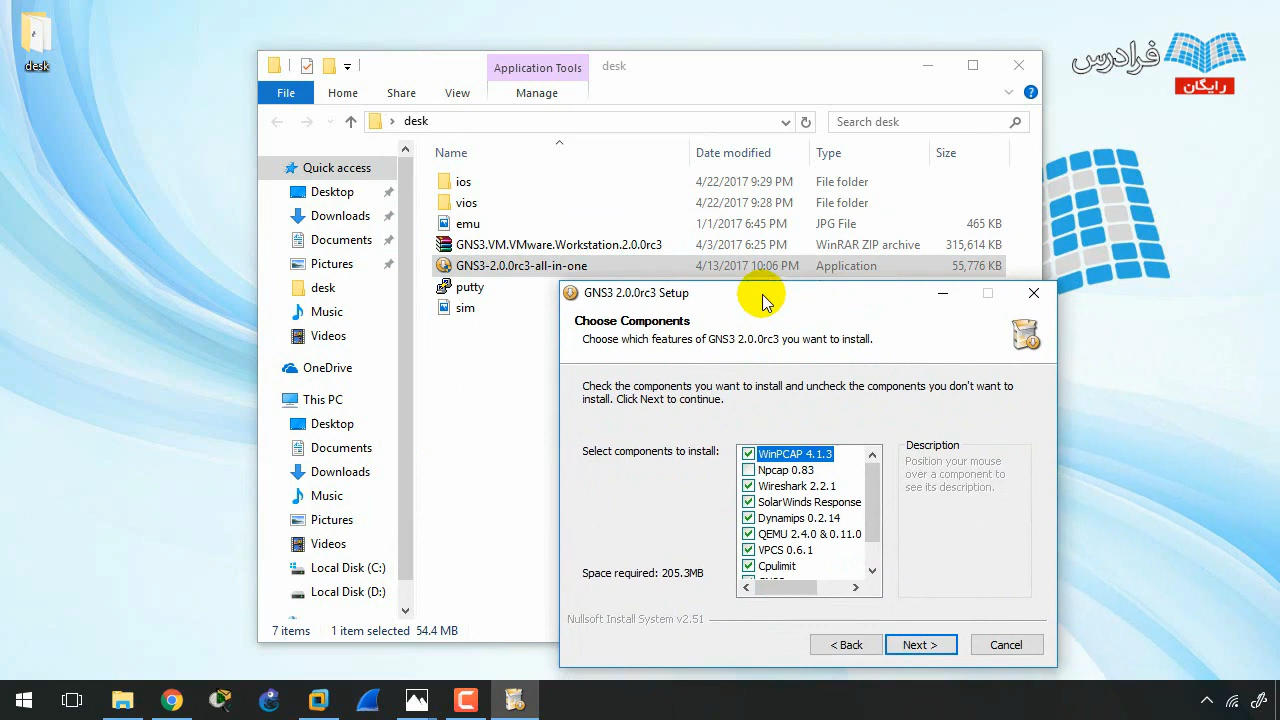 desk
فرادرس
رایگان
Application Tools
desk
File
Home
Share
View
Manage
desk
Search desk
Name
Date modified
Type
Size
Quick access
Desktop
Downloads
Documents
Pictures
desk
Music
Videos
OneDrive
This PC
Desktop
Documents
Downloads
Music
Pictures
Videos
Local Disk (C:)
Local Disk (D:)
ios 4/22/2017 9:29 PM File folder
vios 4/22/2017 9:28 PM File folder
emu 1/1/2017 6:45 PM JPG File 465 KB
GNS3.VM.VMware.Workstation.2.0.0rc3 4/3/2017 6:25 PM WinRAR ZIP archive 315,614 KB
GNS3-2.0.0rc3-all-in-one 4/13/2017 10:06 PM Application 55,776 KB
putty
sim
7 items 1 item selected 54.4 MB
GNS3 2.0.0rc3 Setup
Choose Components
Choose which features of GNS3 2.0.0rc3 you want to install.
Check the components you want to install and uncheck the components you don't want to
install. Click Next to continue.
Select components to install:
WinPCAP 4.1.3
Npcap 0.83
Wireshark 2.2.1
SolarWinds Response
Dynamips 0.2.14
QEMU 2.4.0 & 0.11.0
VPCS 0.6.1
Cpulimit
Description
Position your mouse
over a component to
see its description.
Space required: 205.3MB
Nullsoft Install System v2.51
< Back
Next >
Cancel